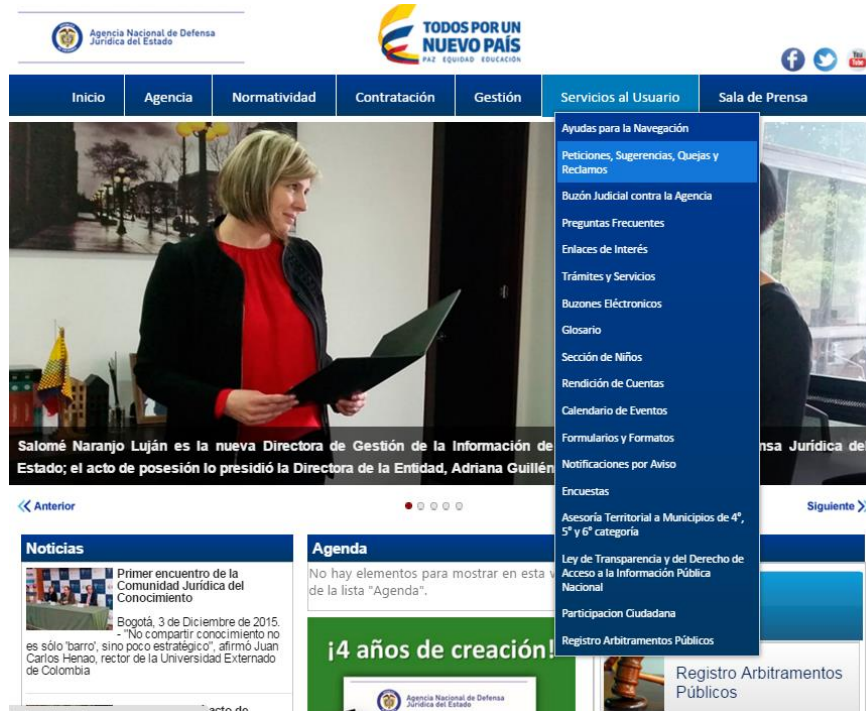 Agencia Nacional de Defensa
Jurídica del Estado
TODOS POR UN
NUEVO PAÍS
PAZ EQUIDAD EDUCACIÓN
You
Tube
Inicio
Agencia
Normatividad
Contratación
Gestión
Servicios al Usuario
Sala de Prensa
Ayudas para la Navegación
Peticiones, Sugerencias, Quejas y
Reclamos
Buzón Judicial contra la Agencia
Preguntas Frecuentes
Enlaces de Interés
Trámites y Servicios
Buzones Eléctronicos
Glosario
Sección de Niños
Rendición de Cuentas
Calendario de Eventos
Formularios y Formatos
Notificaciones por Aviso
Encuestas
Asesoría Territorial a Municipios de 4°,
5° y 6° categoría
Ley de Transparencia y del Derecho de
Acceso a la Información Pública
Nacional
Participacion Ciudadana
Registro Arbitramentos Públicos
Salomé Naranjo Luján es la nueva Directora de Gestión de la Información de
Jurídica del
Estado; el acto de posesión lo presidió la Directora de la Entidad, Adriana Guillén
Anterior
Siguiente
Noticias
Primer encuentro de la
Comunidad Jurídica del
Conocimiento
Bogotá, 3 de Diciembre de 2015.
- "No compartir conocimiento no
es sólo 'barro', sino poco estratégico", afirmó Juan
Carlos Henao, rector de la Universidad Externado
de Colombia
Agenda
No hay elementos para mostrar en esta
de la lista "Agenda".
¡4 años de creación!
Agencia Nacional de Defensa
Jurídica del Estado
Registro Arbitramentos
Públicos